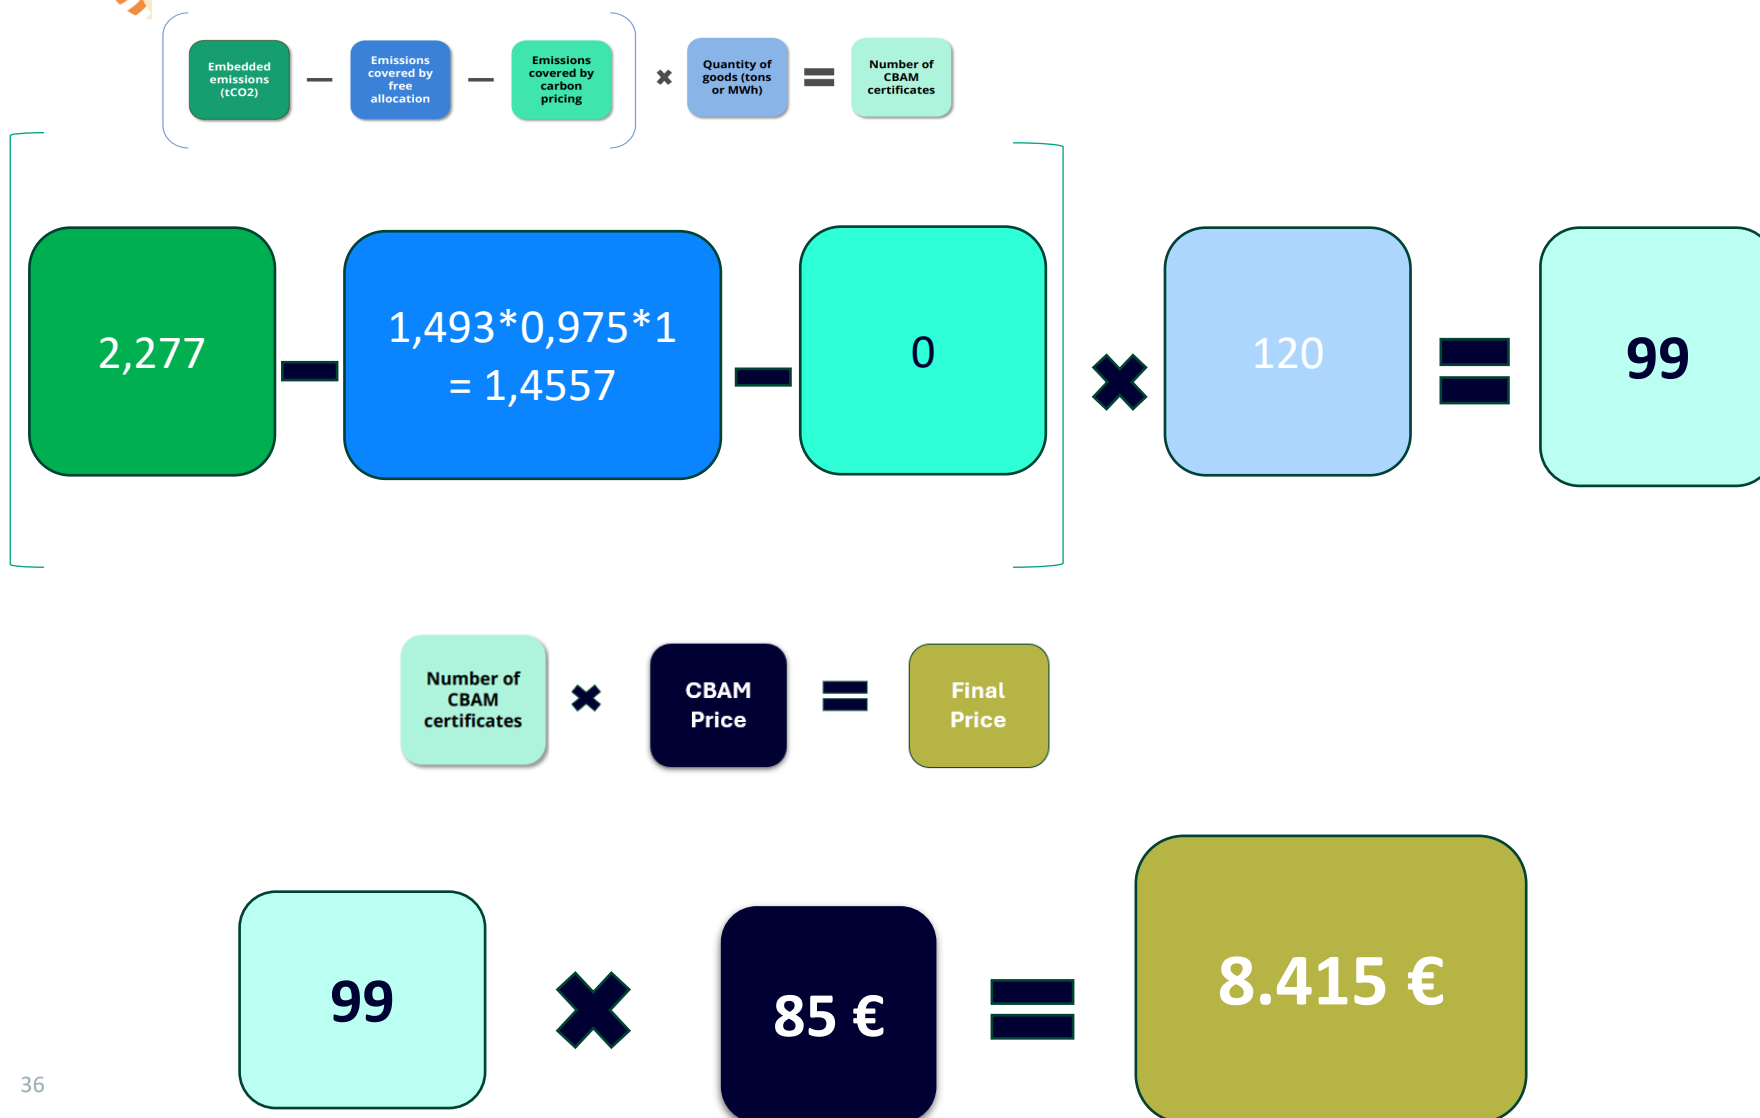 Embedded
emissions
(tCO2)
Emissions
covered by
free
allocation
Emissions
covered by
carbon
pricing
Quantity of
goods (tons
or MWh)
Number of
CBAM
certificates
2,277
1,493*0,975*1
= 1,4557
0
120
99
Number of
CBAM
certificates
CBAM
Price
Final
Price
99
85 €
8.415 €
36